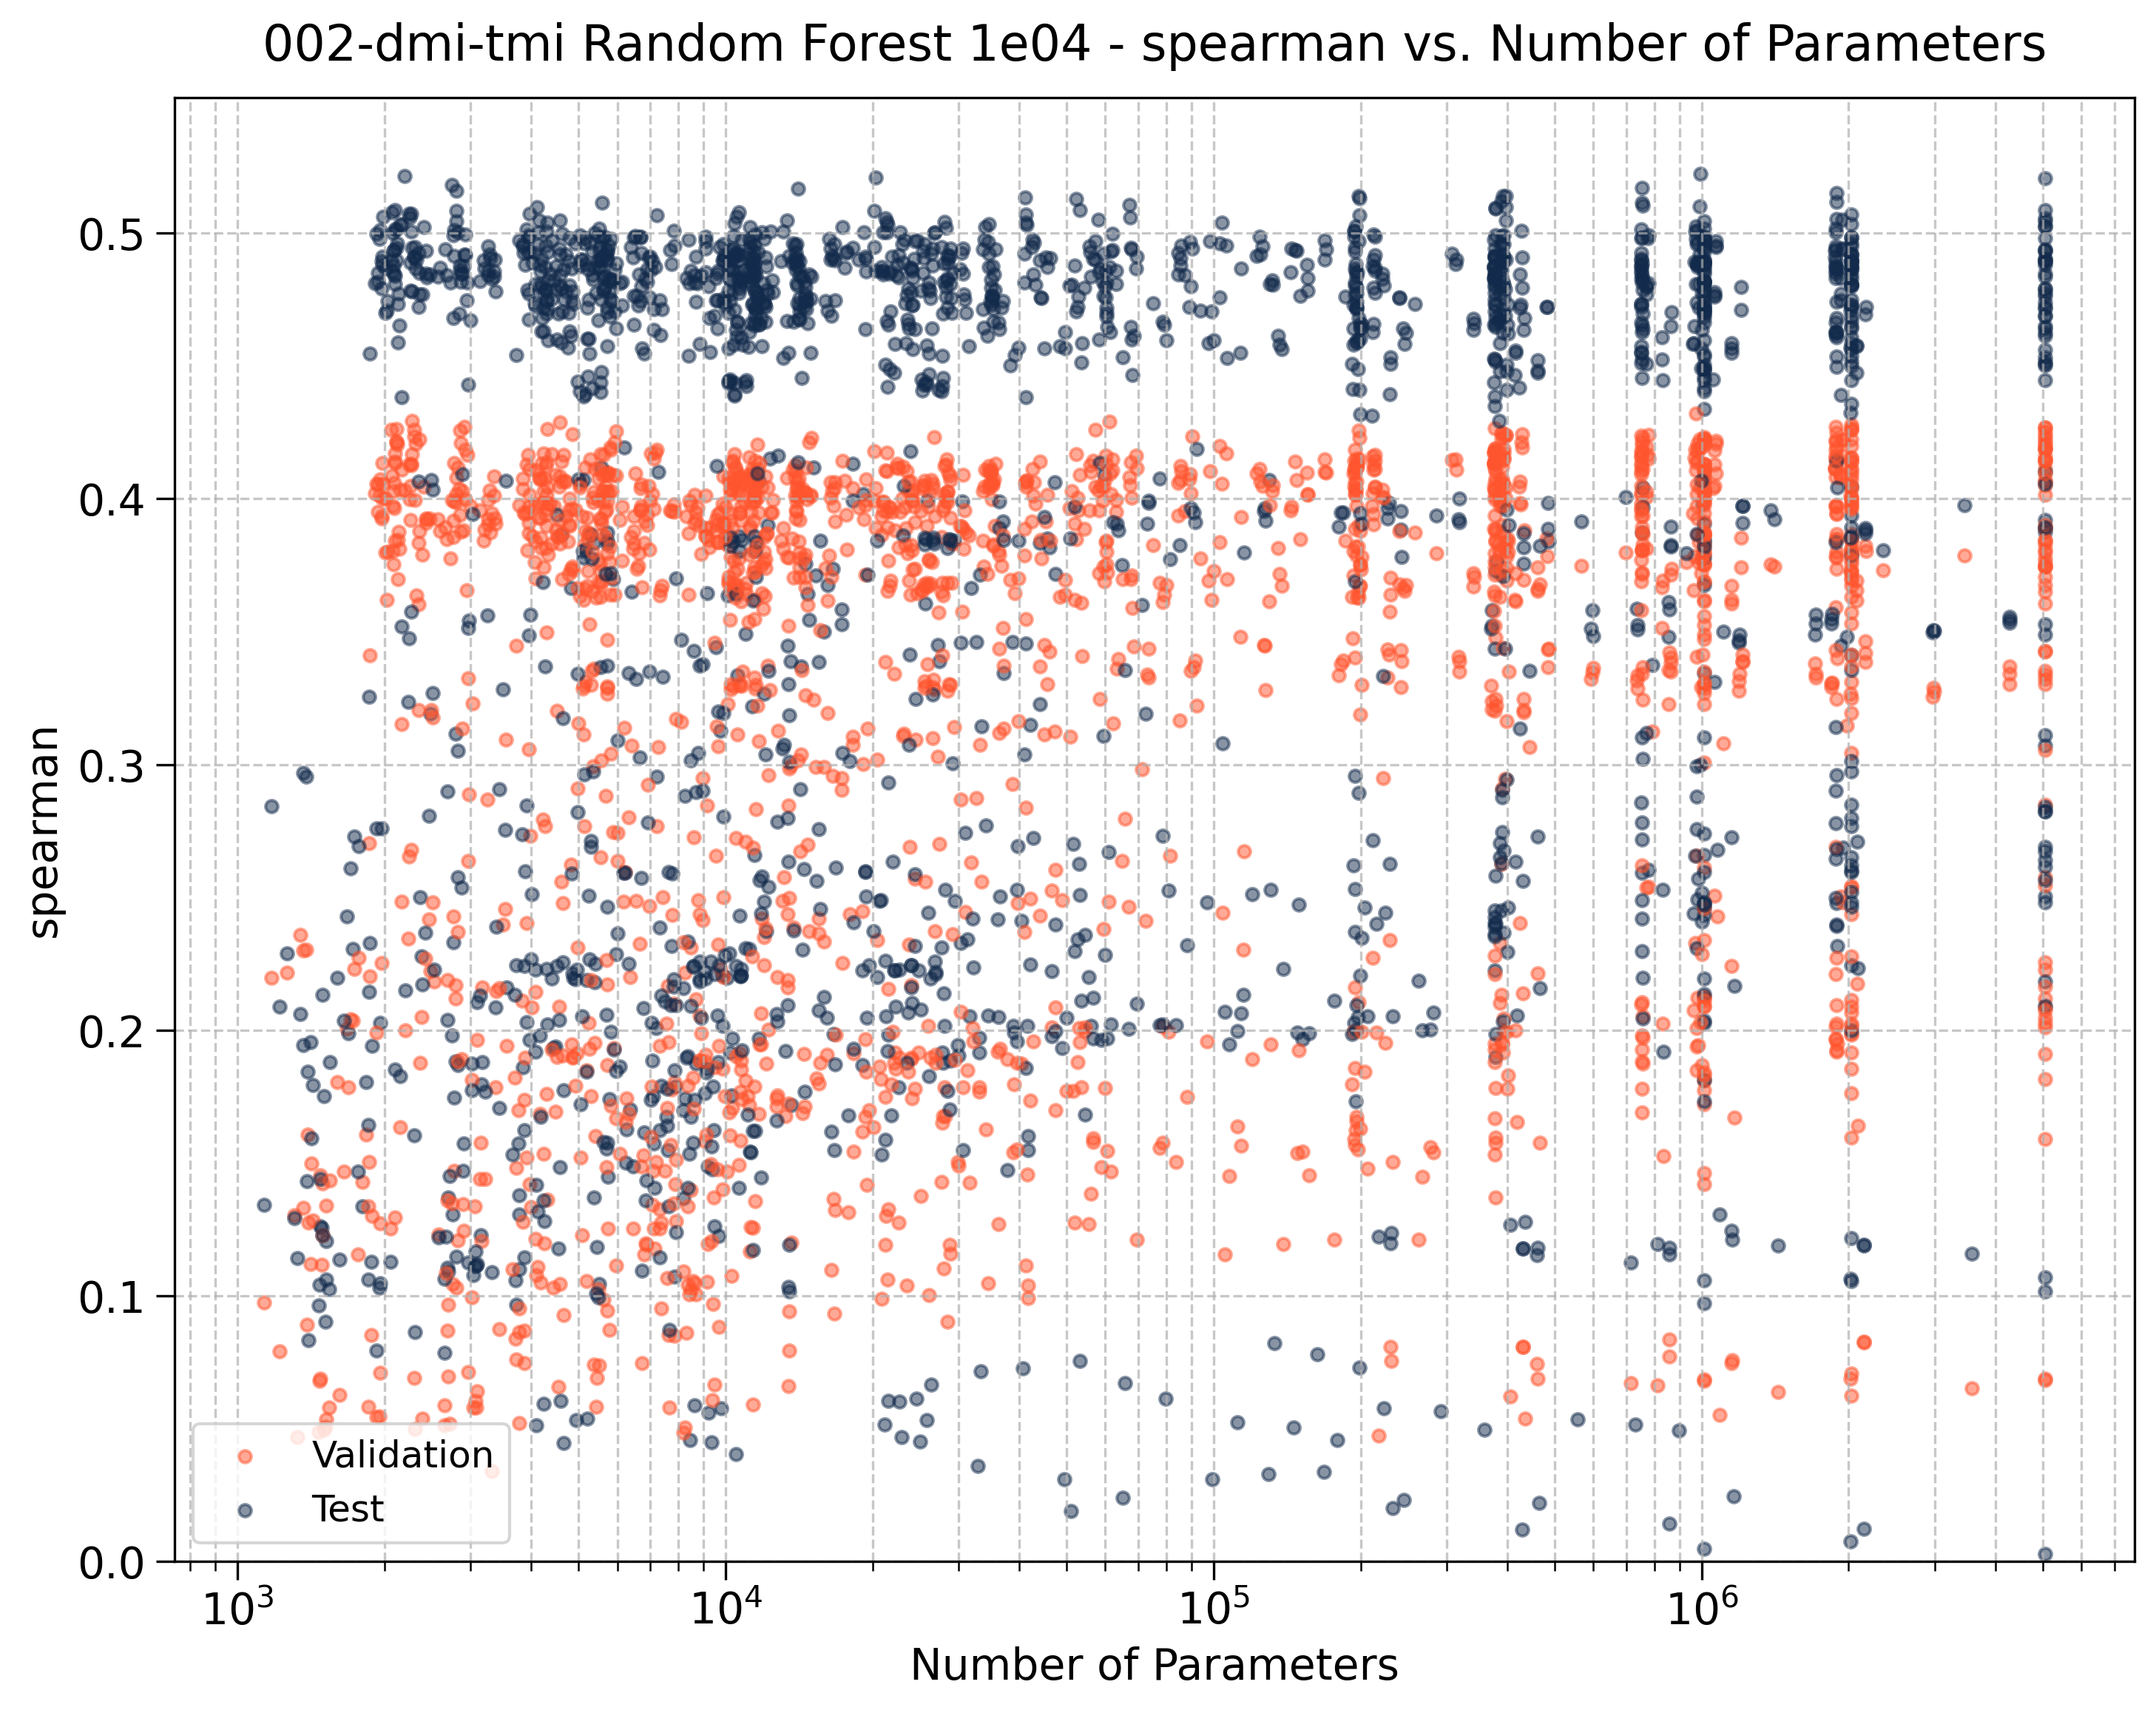 002-dmi-tmi Random Forest 1e04 - spearman vs. Number of Parameters
spearman
0.5
0.4
0.3
0.2
0.1
0.0
Validation
Test
10³ 10⁴ 10⁵ 10⁶
Number of Parameters